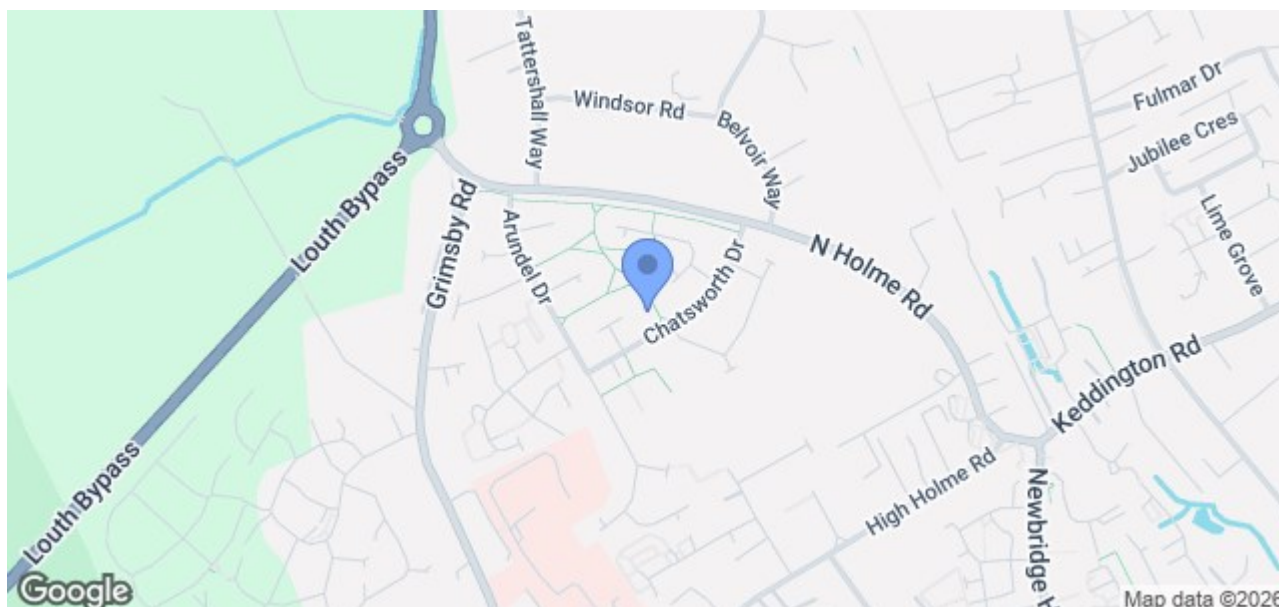 Tattershall Way
Windsor Rd
Belvoir Way
Fulmar Dr
Jubilee Cres
Lime Grove
Louth Bypass
Grimsby Rd
Arundel Dr
Chatsworth Dr
N Holme Rd
Keddington Rd
High Holme Rd
Newbridge H
Louth Bypass
Google
Map data ©2026